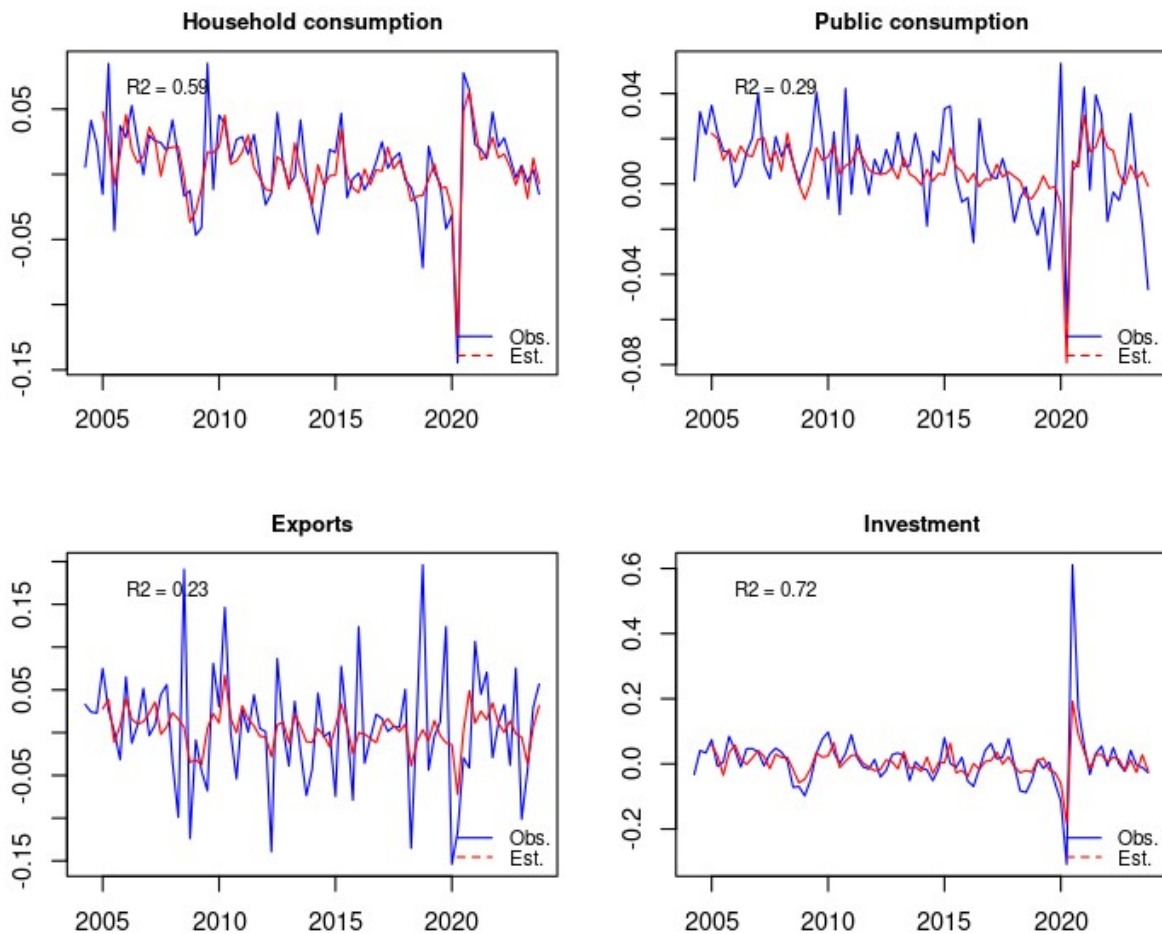 Household consumption
R2 = 0.59
0.05
-0.05
-0.15
Obs.
Est.
2005 2010 2015 2020
Public consumption
R2 = 0.29
0.04
0.00
-0.04
-0.08
Obs.
Est.
2005 2010 2015 2020
Exports
R2 = 0.23
0.15
0.05
-0.05
-0.15
Obs.
Est.
2005 2010 2015 2020
Investment
R2 = 0.72
0.6
0.4
0.2
0.0
-0.2
Obs.
Est.
2005 2010 2015 2020